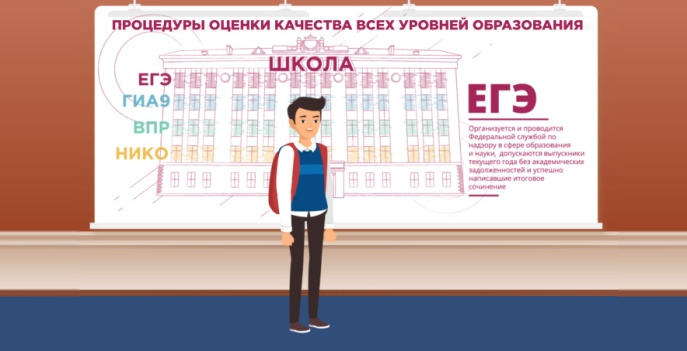 ПРОЦЕДУРЫ ОЦЕНКИ КАЧЕСТВА ВСЕХ УРОВНЕЙ ОБРАЗОВАНИЯ
ШКОЛА
ЕГЭ
ГИА9
ВПР
НИКО
ЕГЭ
Организуется и проводится
Федеральной службой по
надзору в сфере образования
и науки, допускаются выпускники
текущего года без академических
задолженностей и успешно
написавшие итоговое
сочинение